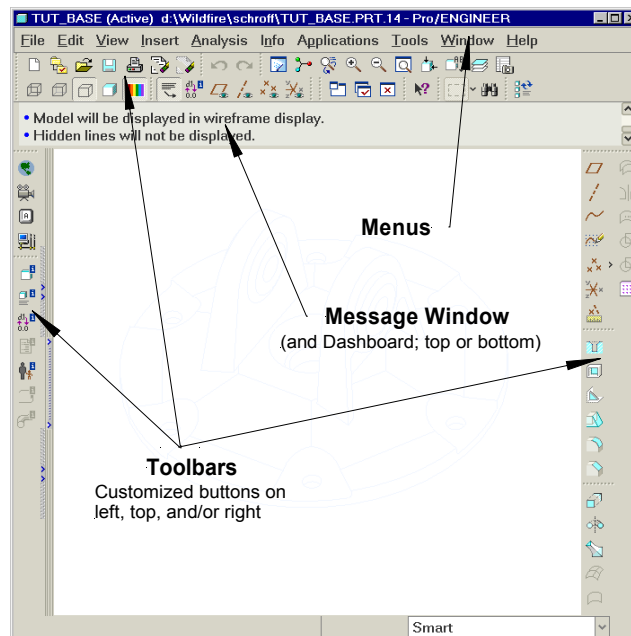 TUT_BASE (Active) d:\Wildfire\schroff\TUT_BASE.PRT.14 - Pro/ENGINEER
File Edit View Insert Analysis Info Applications Tools Window Help
• Model will be displayed in wireframe display.
• Hidden lines will not be displayed.
Menus
Message Window
(and Dashboard; top or bottom)
Toolbars
Customized buttons on
left, top, and/or right
Smart